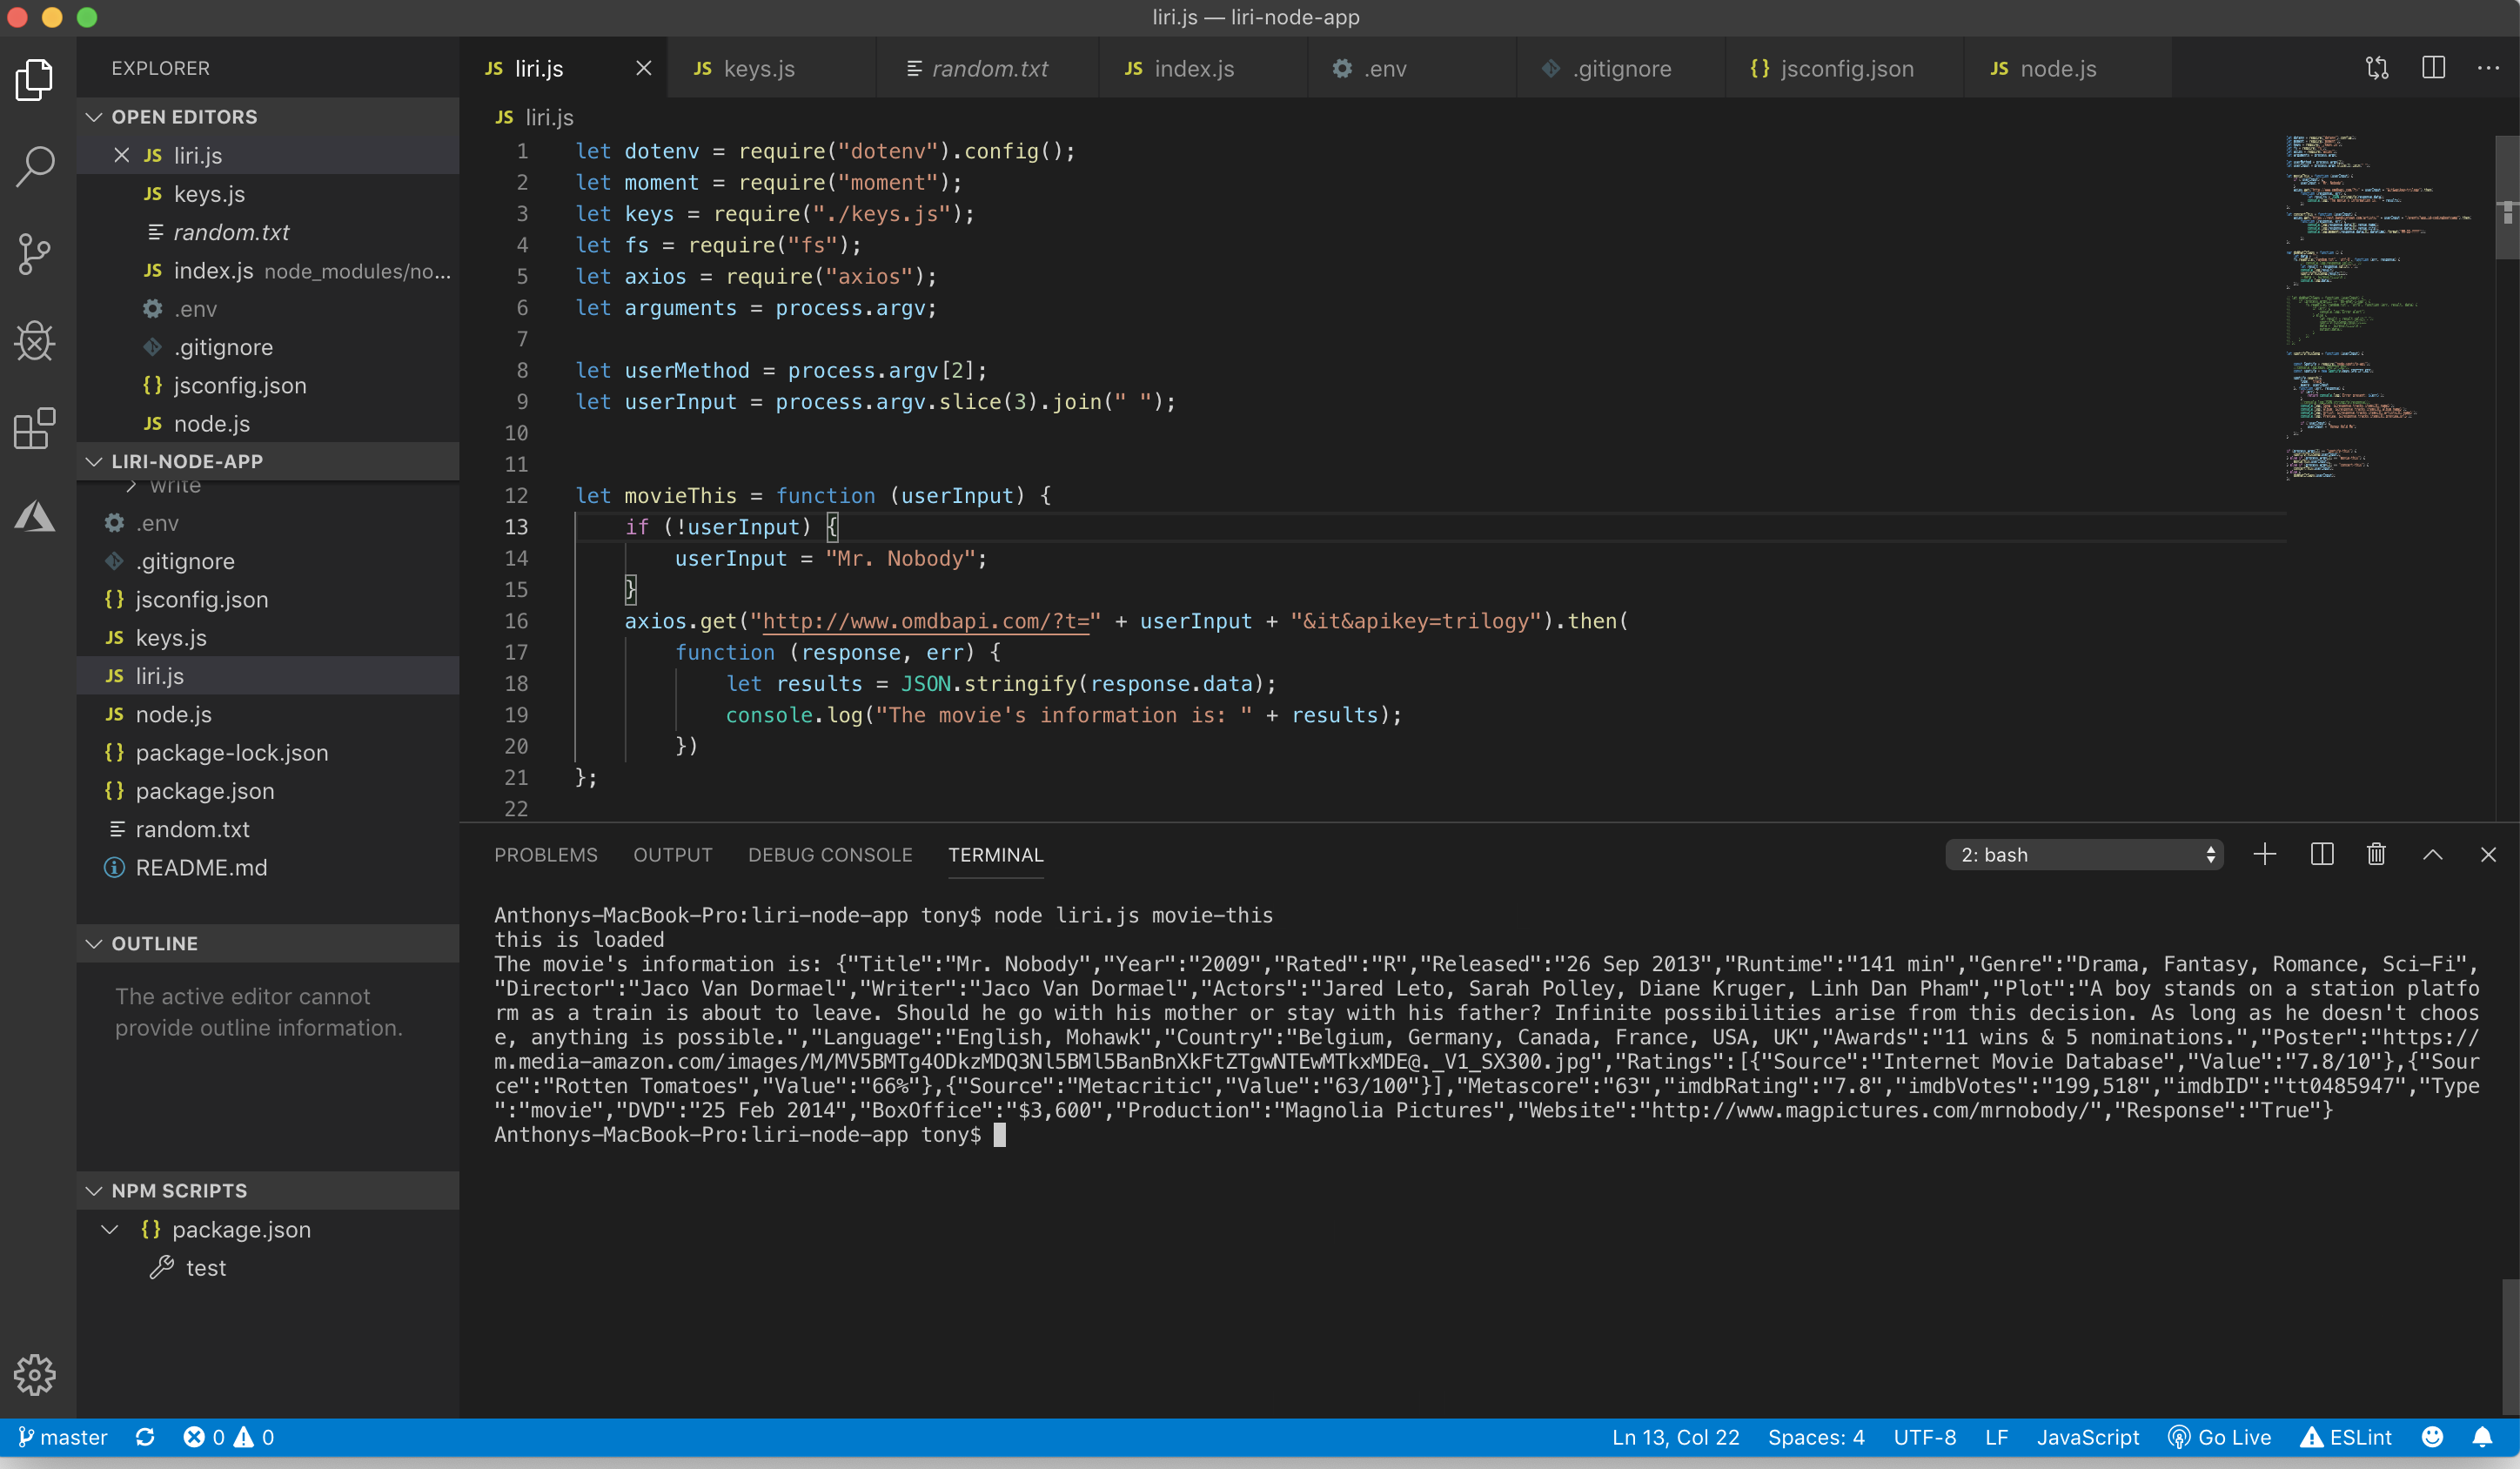 liri.js — liri-node-app
EXPLORER
OPEN EDITORS
JS liri.js
JS keys.js
random.txt
JS index.js node_modules/no...
.env
.gitignore
{} jsconfig.json
JS node.js
LIRI-NODE-APP
write
.env
.gitignore
{} jsconfig.json
JS keys.js
JS liri.js
JS node.js
{} package-lock.json
{} package.json
random.txt
README.md
OUTLINE
The active editor cannot
provide outline information.
NPM SCRIPTS
{} package.json
test
JS liri.js JS keys.js random.txt JS index.js .env .gitignore {} jsconfig.json JS node.js
JS liri.js
1 let dotenv = require("dotenv").config();
2 let moment = require("moment");
3 let keys = require("./keys.js");
4 let fs = require("fs");
5 let axios = require("axios");
6 let arguments = process.argv;
7
8 let userMethod = process.argv[2];
9 let userInput = process.argv.slice(3).join(" ");
10
11
12 let movieThis = function (userInput) {
13 if (!userInput) {
14 userInput = "Mr. Nobody";
15 }
16 axios.get("http://www.omdbapi.com/?t=" + userInput + "&it&apikey=trilogy").then(
17 function (response, err) {
18 let results = JSON.stringify(response.data);
19 console.log("The movie's information is: " + results);
20 })
21 };
22
PROBLEMS OUTPUT DEBUG CONSOLE TERMINAL 2: bash
Anthonys-MacBook-Pro:liri-node-app tony$ node liri.js movie-this
this is loaded
The movie's information is: {"Title":"Mr. Nobody","Year":"2009","Rated":"R","Released":"26 Sep 2013","Runtime":"141 min","Genre":"Drama, Fantasy, Romance, Sci-Fi",
"Director":"Jaco Van Dormael","Writer":"Jaco Van Dormael","Actors":"Jared Leto, Sarah Polley, Diane Kruger, Linh Dan Pham","Plot":"A boy stands on a station platfo
rm as a train is about to leave. Should he go with his mother or stay with his father? Infinite possibilities arise from this decision. As long as he doesn't choos
e, anything is possible.","Language":"English, Mohawk","Country":"Belgium, Germany, Canada, France, USA, UK","Awards":"11 wins & 5 nominations.","Poster":"https://
m.media-amazon.com/images/M/MV5BMTg4ODkzMDQ3Nl5BMl5BanBnXkFtZTgwNTEwMTkxMDE@._V1_SX300.jpg","Ratings":[{"Source":"Internet Movie Database","Value":"7.8/10"},{"Sour
ce":"Rotten Tomatoes","Value":"66%"},{"Source":"Metacritic","Value":"63/100"}],"Metascore":"63","imdbRating":"7.8","imdbVotes":"199,518","imdbID":"tt0485947","Type
":"movie","DVD":"25 Feb 2014","BoxOffice":"$3,600","Production":"Magnolia Pictures","Website":"http://www.magpictures.com/mrnobody/","Response":"True"}
Anthonys-MacBook-Pro:liri-node-app tony$
master 0 0 Ln 13, Col 22 Spaces: 4 UTF-8 LF JavaScript Go Live ESLint